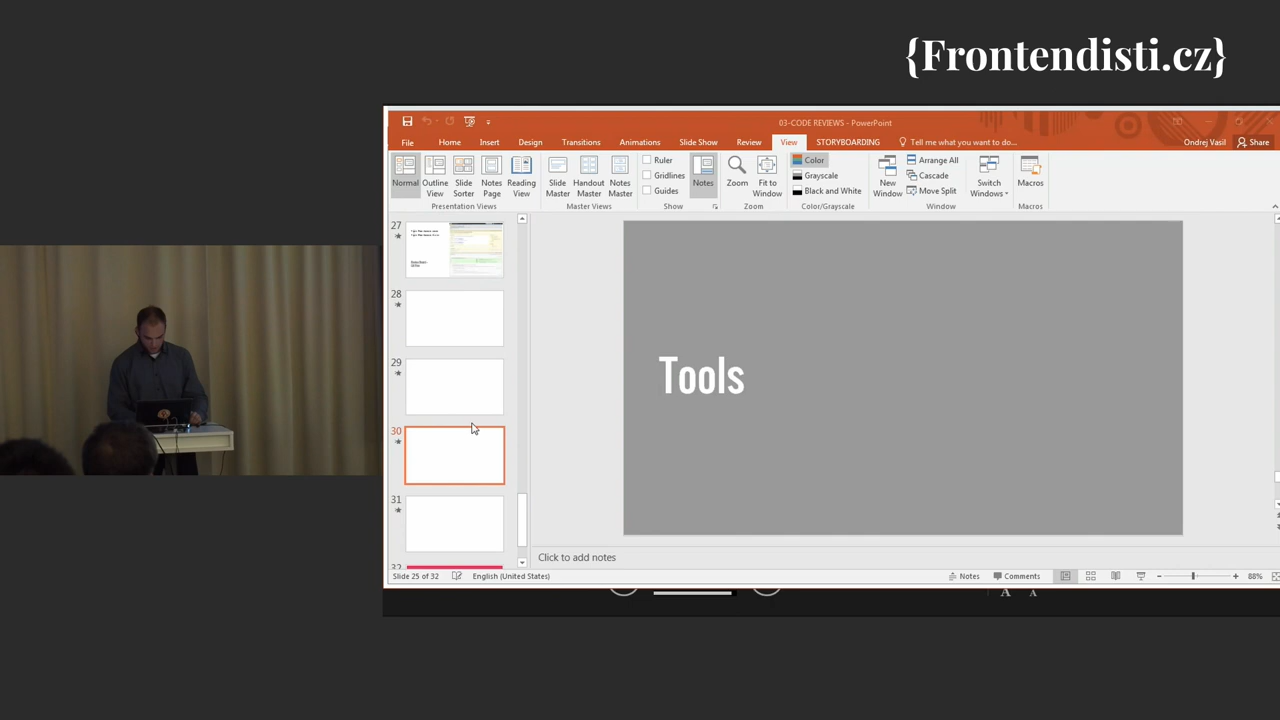 {Frontendisti.cz}
03-CODE REVIEWS - PowerPoint
File Home Insert Design Transitions Animations Slide Show Review View STORYBOARDING Tell me what you want to do... Ondrej Vasil Share
Normal
Outline View
Slide Sorter
Notes Page
Reading View
Presentation Views
Slide Master
Handout Master
Notes Master
Master Views
Ruler
Gridlines
Guides
Show
Notes
Zoom
Fit to Window
Zoom
Color
Grayscale
Black and White
Color/Grayscale
New Window
Arrange All
Cascade
Move Split
Window
Switch Windows
Macros
Macros
27
28
29
30
31
32
Tools
Click to add notes
Slide 25 of 32 English (United States) Notes Comments 88%
A A